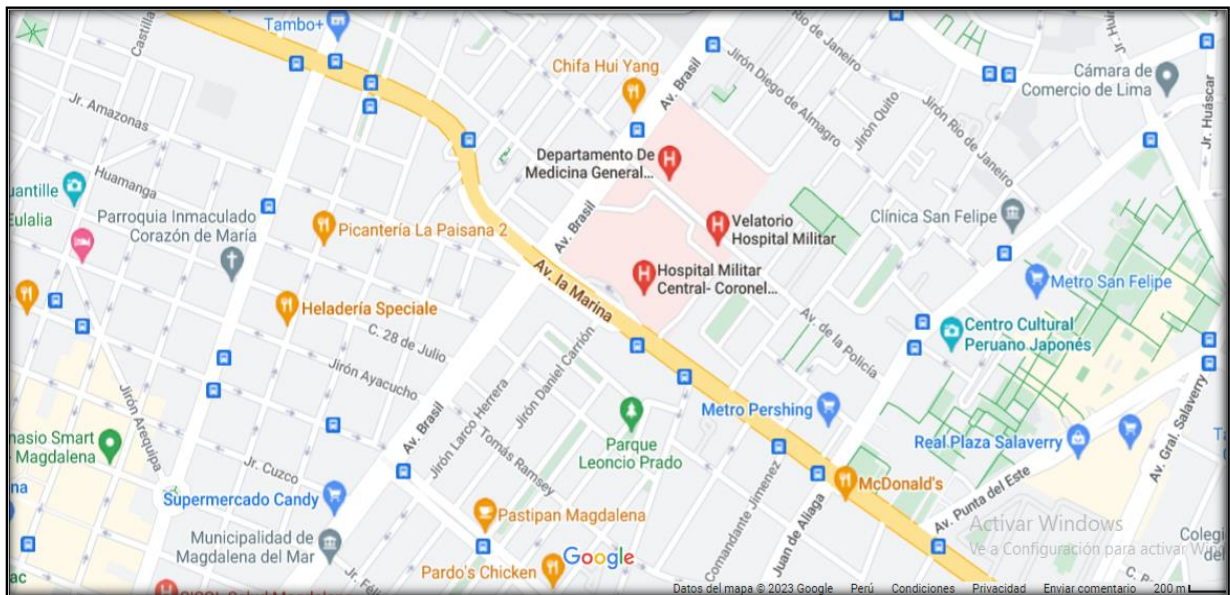 Tambo+
Castilla
Chifa Hui Yang
Av. Brasil
Jirón Diego de Almagro
Río de Janeiro
Jirón Quito
Jirón Río de Janeiro
Cámara de
Comercio de Lima
Jr. Huáscar
Jr. Amazonas
Huamanga
Departamento De
Medicina General...
Velatorio
Hospital Militar
Clínica San Felipe
uantille
Eulalia
Parroquia Inmaculado
Corazón de María
Picantería La Paisana 2
Av. Brasil
Av. la Marina
Hospital Militar
Central- Coronel...
Metro San Felipe
Heladería Speciale
C. 28 de Julio
Jirón Ayacucho
Jirón Daniel Carrión
Av. de la Policía
Centro Cultural
Peruano Japonés
Jirón Arequipa
Av. Brasil
Jirón Larco Herrera
Tomás Ramsey
Parque
Leoncio Prado
Metro Pershing
Real Plaza Salaverry
Av. Gral. Salaverry
nasio Smart
Magdalena
Jr. Cuzco
Supermercado Candy
Pastipan Magdalena
McDonald's
Comandante Jimenez
Juan de Aliaga
Av. Punta del Este
Municipalidad de
Magdalena del Mar
Pardo's Chicken
Google
Activar Windows
Ve a Configuración para activar
Colegi
Datos del mapa © 2023 Google Perú Condiciones Privacidad Enviar comentario 200 m